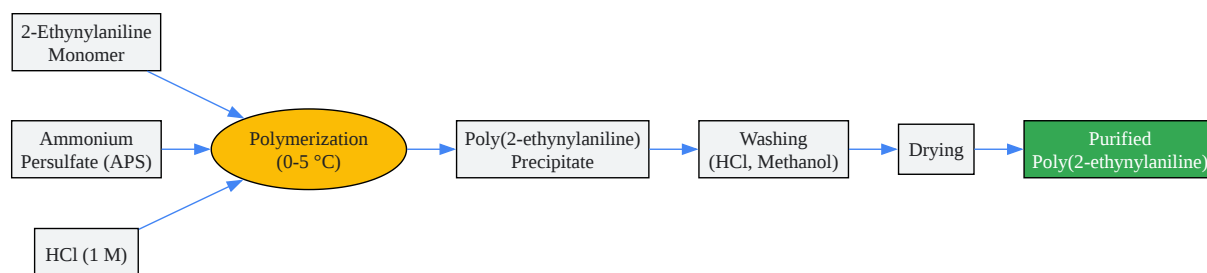 2-Ethynylaniline
Monomer
Ammonium
Persulfate (APS)
HCl (1 M)
Polymerization
(0-5 °C)
Poly(2-ethynylaniline)
Precipitate
Washing
(HCl, Methanol)
Drying
Purified
Poly(2-ethynylaniline)